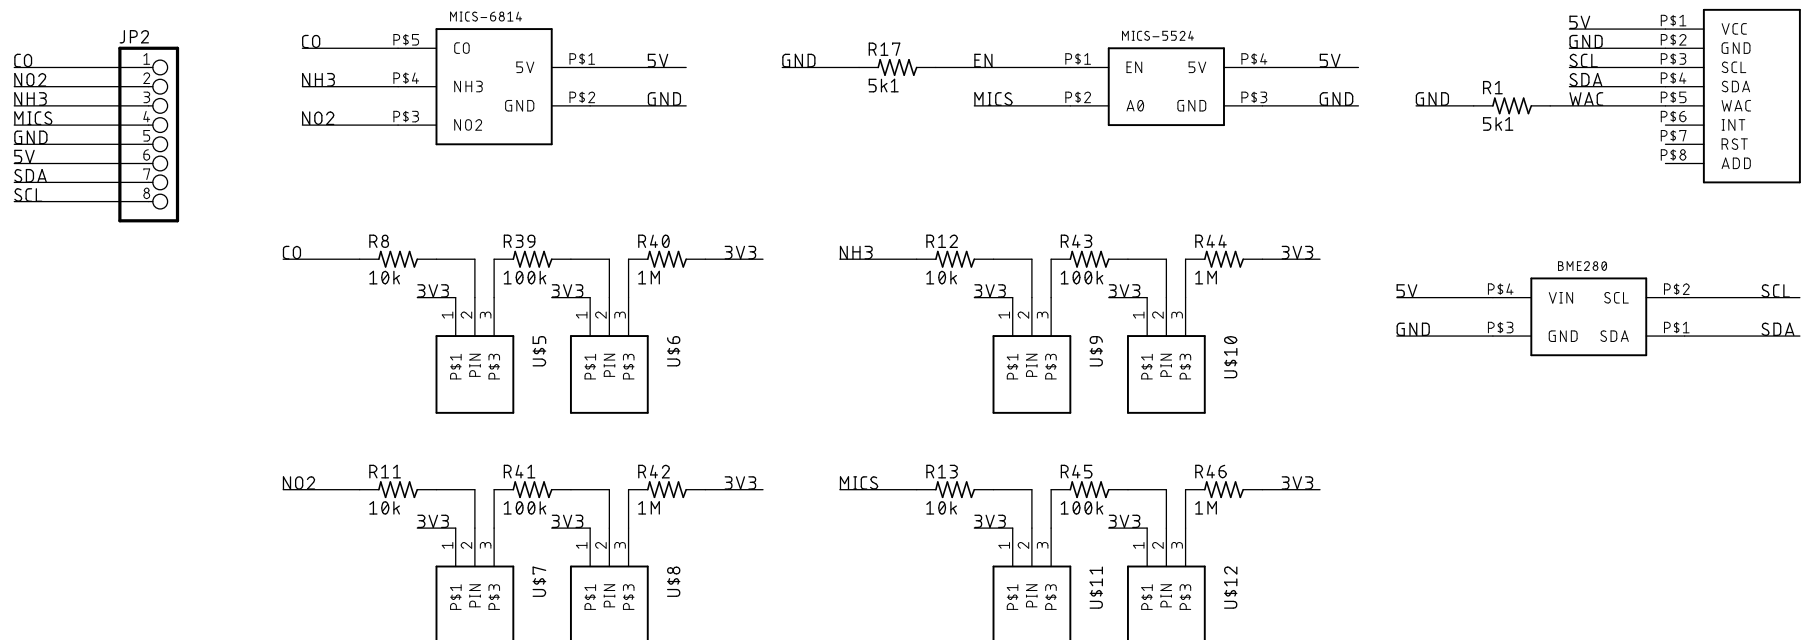 JP2
CO 1
NO2 2
NH3 3
MICS 4
GND 5
5V 6
SDA 7
SCL 8
MICS-6814
CO P$5 CO
NH3 P$4 NH3
NO2 P$3 NO2
5V P$1 5V
GND P$2 GND
MICS-5524
GND R17 5k1 EN P$1 EN
MICS P$2 A0
5V P$4 5V
GND P$3 GND
5V P$1 VCC
GND P$2 GND
SCL P$3 SCL
SDA P$4 SDA
GND R1 5k1 WAC P$5 WAC
P$6 INT
P$7 RST
P$8 ADD
CO R8 10k R39 100k R40 1M 3V3
3V3 3V3
1 2 3 1 2 3
P$1 PIN P$3 U$5 P$1 PIN P$3 U$6
NH3 R12 10k R43 100k R44 1M 3V3
3V3 3V3
1 2 3 1 2 3
P$1 PIN P$3 U$9 P$1 PIN P$3 U$10
BME280
5V P$4 VIN SCL P$2 SCL
GND P$3 GND SDA P$1 SDA
NO2 R11 10k R41 100k R42 1M 3V3
3V3 3V3
1 2 3 1 2 3
P$1 PIN P$3 U$7 P$1 PIN P$3 U$8
MICS R13 10k R45 100k R46 1M 3V3
3V3 3V3
1 2 3 1 2 3
P$1 PIN P$3 U$11 P$1 PIN P$3 U$12